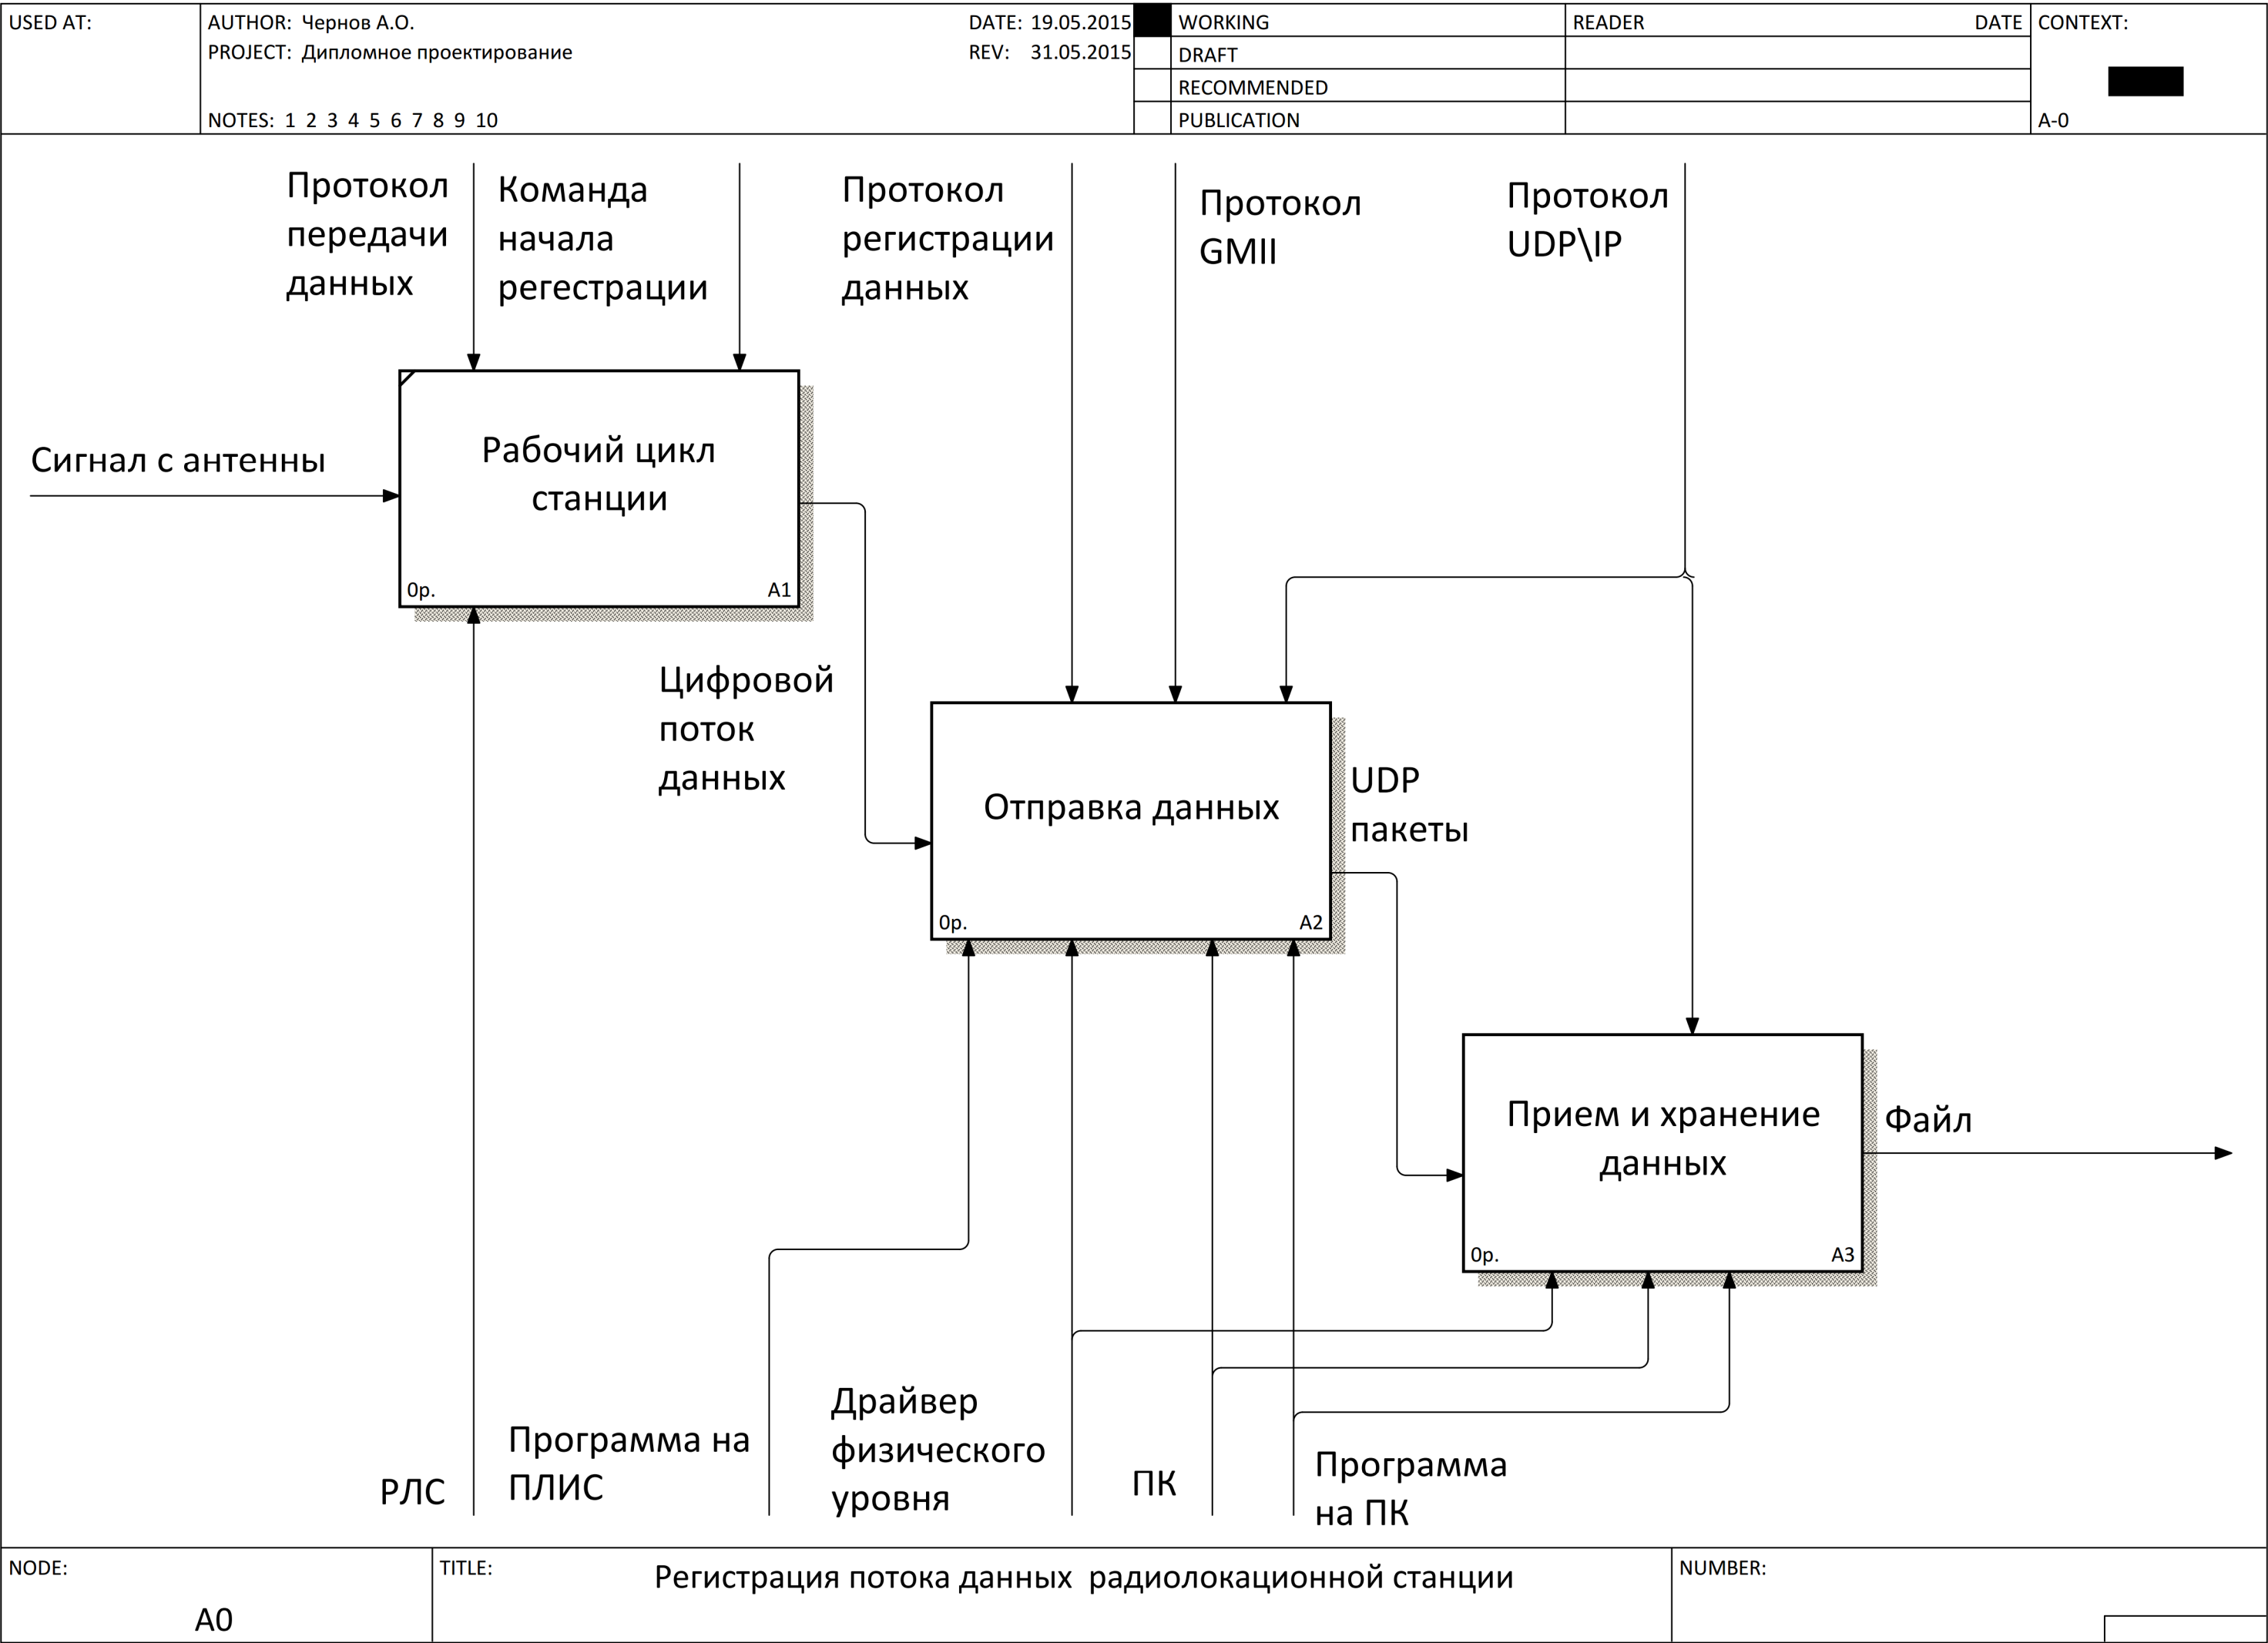 USED AT:
AUTHOR: Чернов А.О.
DATE: 19.05.2015
PROJECT: Дипломное проектирование
REV: 31.05.2015
NOTES: 1 2 3 4 5 6 7 8 9 10
WORKING
DRAFT
RECOMMENDED
PUBLICATION
READER DATE
CONTEXT:
A-0
Протокол
передачи
данных
Команда
начала
регестрации
Протокол
регистрации
данных
Протокол
GMII
Протокол
UDP\IP
Сигнал с антенны
Рабочий цикл
станции
0р. A1
Цифровой
поток
данных
Отправка данных
0р. A2
UDP
пакеты
Прием и хранение
данных
0р. A3
Файл
РЛС
Программа на
ПЛИС
Драйвер
физического
уровня
ПК
Программа
на ПК
NODE:
A0
TITLE:
Регистрация потока данных радиолокационной станции
NUMBER: